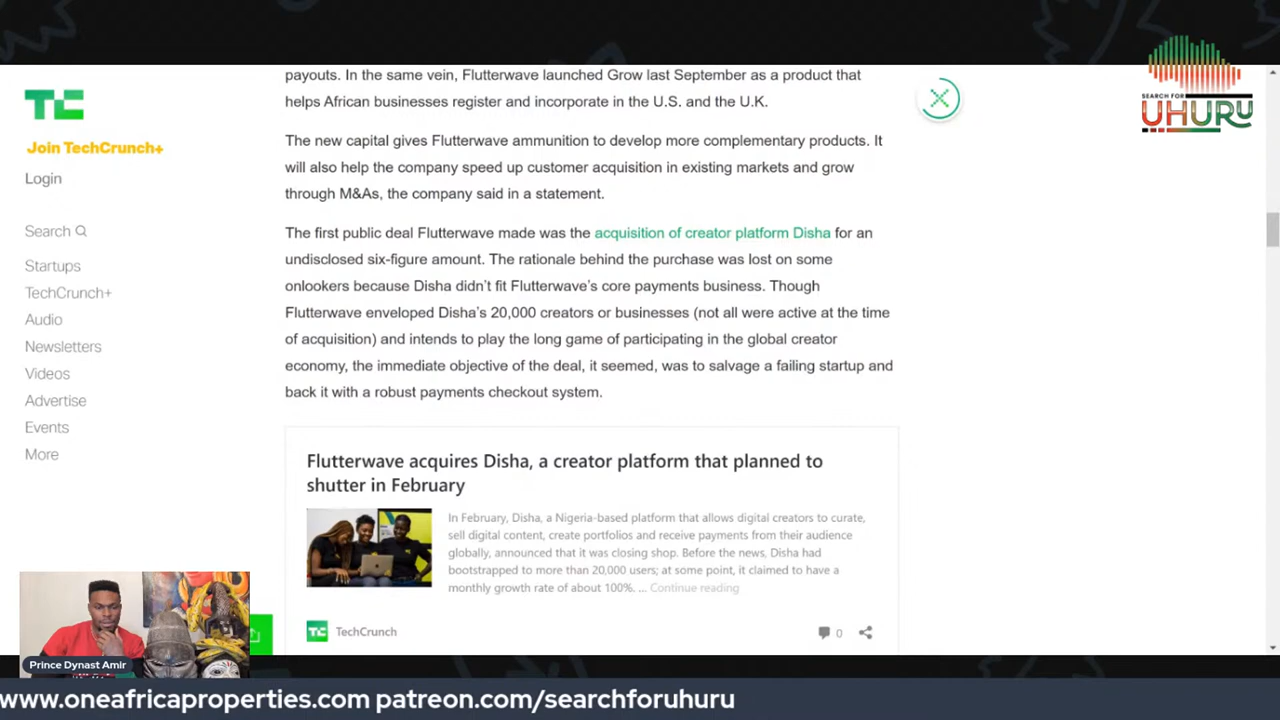 payouts. In the same vein, Flutterwave launched Grow last September as a product that
helps African businesses register and incorporate in the U.S. and the U.K.
SEARCH FOR
UHURU
TC
Join TechCrunch+
Login
Search
Startups
TechCrunch+
Audio
Newsletters
Videos
Advertise
Events
More
The new capital gives Flutterwave ammunition to develop more complementary products. It
will also help the company speed up customer acquisition in existing markets and grow
through M&As, the company said in a statement.
The first public deal Flutterwave made was the acquisition of creator platform Disha for an
undisclosed six-figure amount. The rationale behind the purchase was lost on some
onlookers because Disha didn't fit Flutterwave's core payments business. Though
Flutterwave enveloped Disha's 20,000 creators or businesses (not all were active at the time
of acquisition) and intends to play the long game of participating in the global creator
economy, the immediate objective of the deal, it seemed, was to salvage a failing startup and
back it with a robust payments checkout system.
Flutterwave acquires Disha, a creator platform that planned to
shutter in February
In February, Disha, a Nigeria-based platform that allows digital creators to curate,
sell digital content, create portfolios and receive payments from their audience
globally, announced that it was closing shop. Before the news, Disha had
bootstrapped to more than 20,000 users; at some point, it claimed to have a
monthly growth rate of about 100%. ... Continue reading
TC TechCrunch
0
Prince Dynast Amir
www.oneafricaproperties.com patreon.com/searchforuhuru